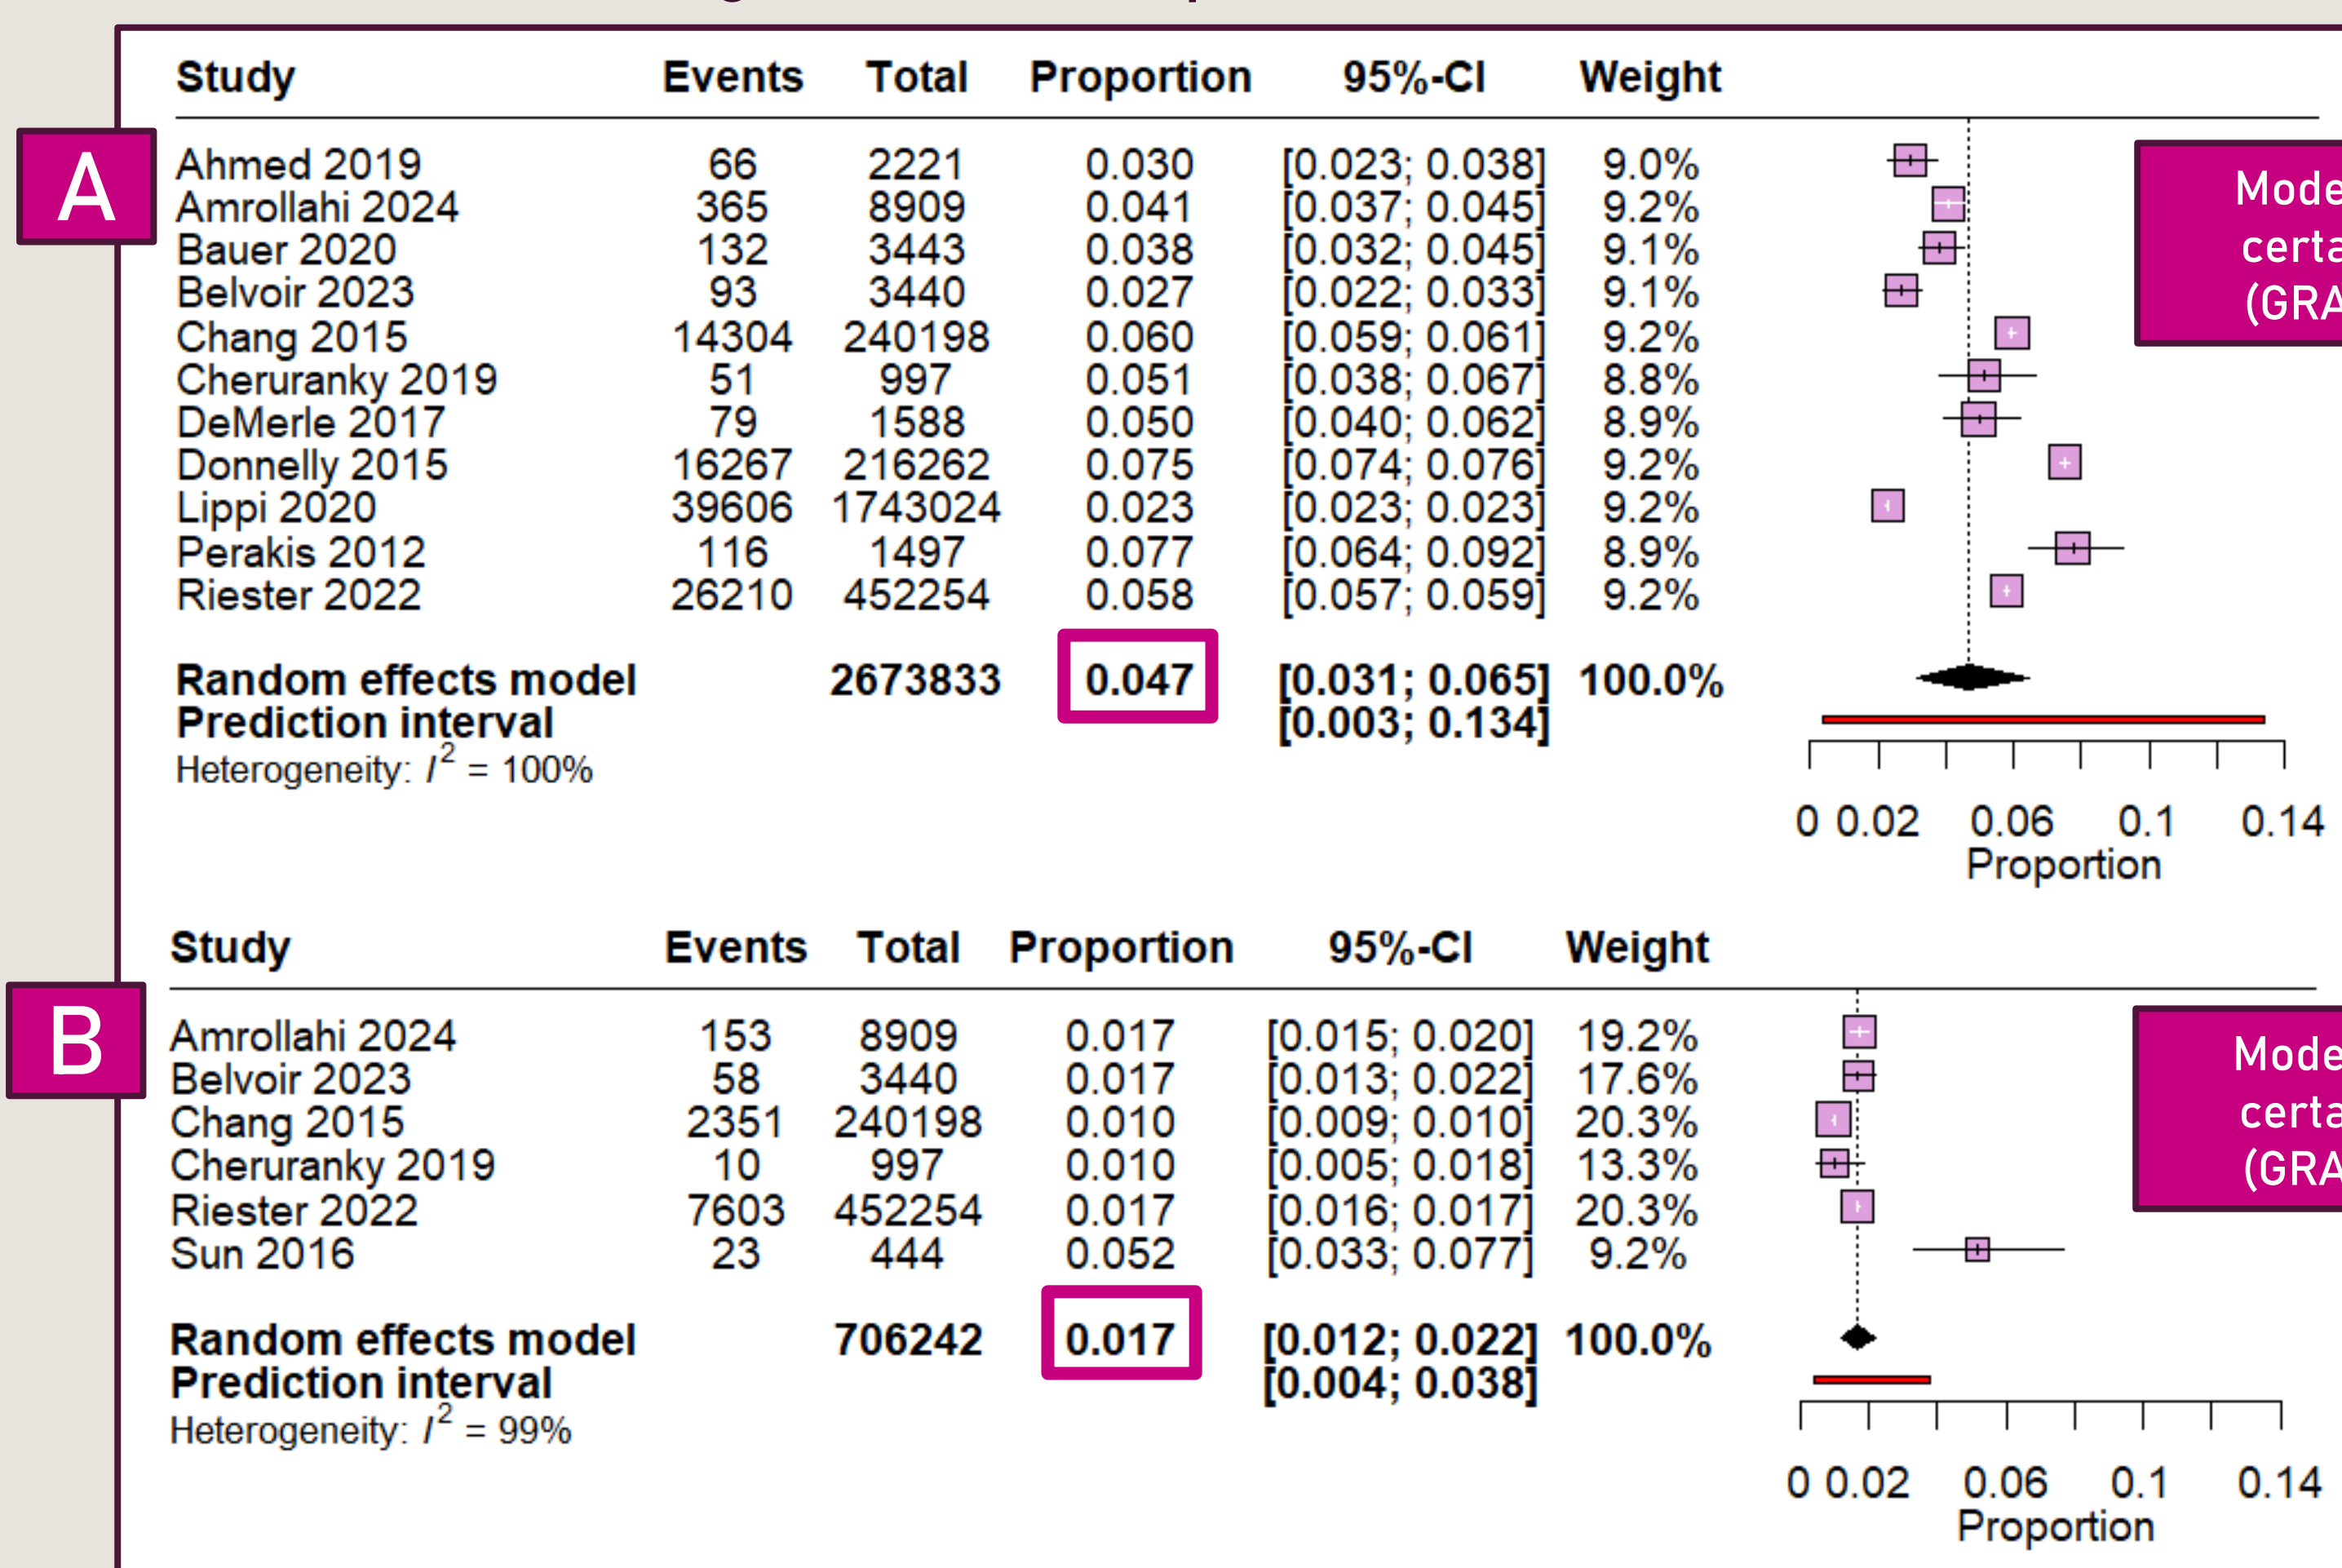 Study Events Total Proportion 95%-CI Weight
A
Ahmed 2019 66 2221 0.030 [0.023; 0.038] 9.0%
Amrollahi 2024 365 8909 0.041 [0.037; 0.045] 9.2%
Bauer 2020 132 3443 0.038 [0.032; 0.045] 9.1%
Belvoir 2023 93 3440 0.027 [0.022; 0.033] 9.1%
Chang 2015 14304 240198 0.060 [0.059; 0.061] 9.2%
Cheruranky 2019 51 997 0.051 [0.038; 0.067] 8.8%
DeMerle 2017 79 1588 0.050 [0.040; 0.062] 8.9%
Donnelly 2015 16267 216262 0.075 [0.074; 0.076] 9.2%
Lippi 2020 39606 1743024 0.023 [0.023; 0.023] 9.2%
Perakis 2012 116 1497 0.077 [0.064; 0.092] 8.9%
Riester 2022 26210 452254 0.058 [0.057; 0.059] 9.2%
Mode
certa
(GRA
Random effects model 2673833 0.047 [0.031; 0.065] 100.0%
Prediction interval [0.003; 0.134]
Heterogeneity: I² = 100%
0 0.02 0.06 0.1 0.14
Proportion
Study Events Total Proportion 95%-CI Weight
B
Amrollahi 2024 153 8909 0.017 [0.015; 0.020] 19.2%
Belvoir 2023 58 3440 0.017 [0.013; 0.022] 17.6%
Chang 2015 2351 240198 0.010 [0.009; 0.010] 20.3%
Cheruranky 2019 10 997 0.010 [0.005; 0.018] 13.3%
Riester 2022 7603 452254 0.017 [0.016; 0.017] 20.3%
Sun 2016 23 444 0.052 [0.033; 0.077] 9.2%
Mode
certa
(GRA
Random effects model 706242 0.017 [0.012; 0.022] 100.0%
Prediction interval [0.004; 0.038]
Heterogeneity: I² = 99%
0 0.02 0.06 0.1 0.14
Proportion